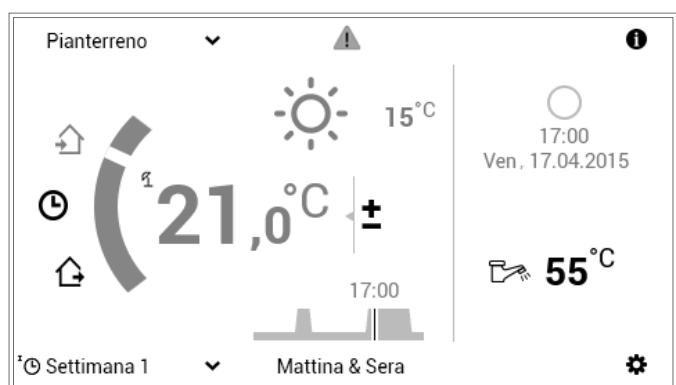 Pianterreno
15°C
17:00
Ven, 17.04.2015
21,0°C
±
55°C
17:00
Settimana 1
Mattina & Sera